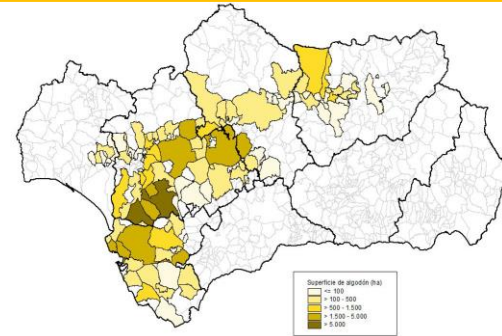 Superficie de algodón (ha)
<= 100
> 100 - 500
> 500 - 1.500
> 1.500 - 5.000
> 5.000